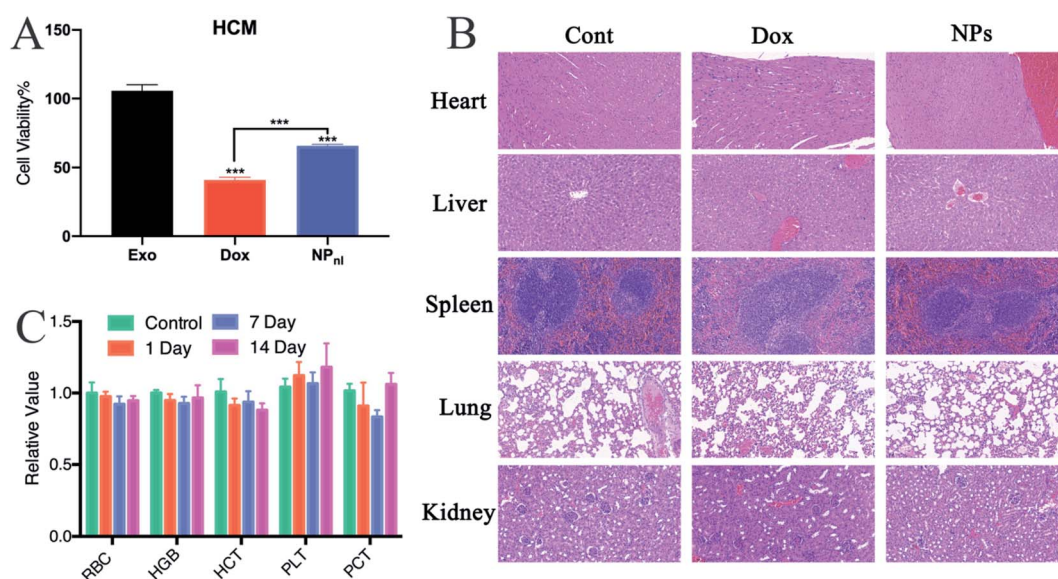 A
HCM
Cell Viability%
150
100
50
0
***
***
***
Exo
Dox
NPnl
B
Cont
Dox
NPs
Heart
Liver
Spleen
Lung
Kidney
C
Relative Value
1.5
1.0
0.5
0.0
Control
7 Day
1 Day
14 Day
RBC
HGB
HCT
PLT
PCT